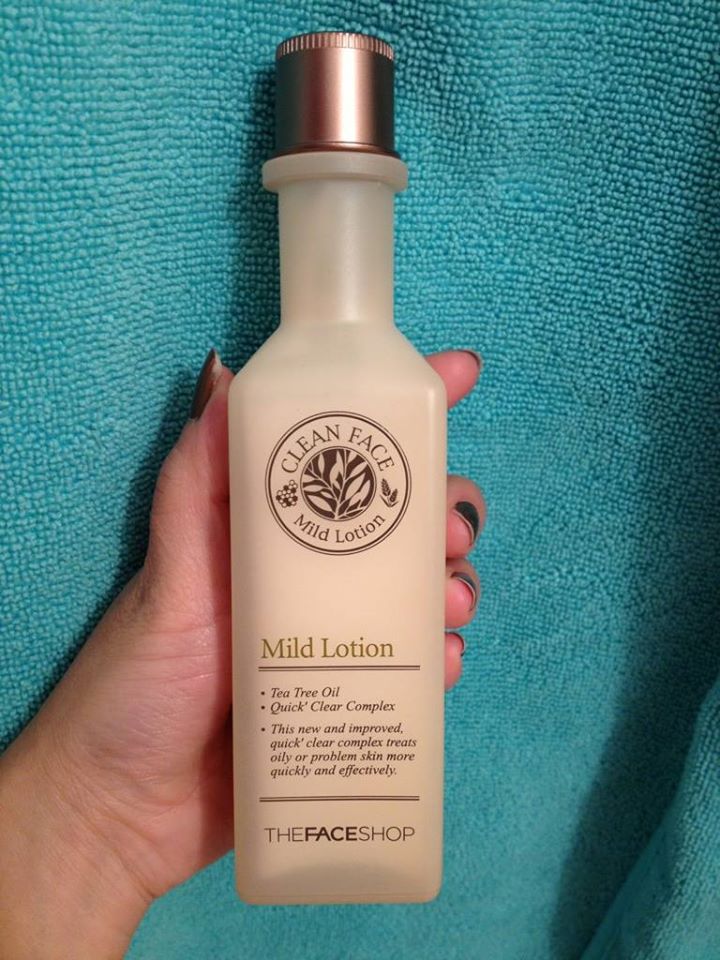 CLEAN FACE
Mild Lotion
Mild Lotion
• Tea Tree Oil
• Quick' Clear Complex
• This new and improved,
quick' clear complex treats
oily or problem skin more
quickly and effectively.
THEFACESHOP